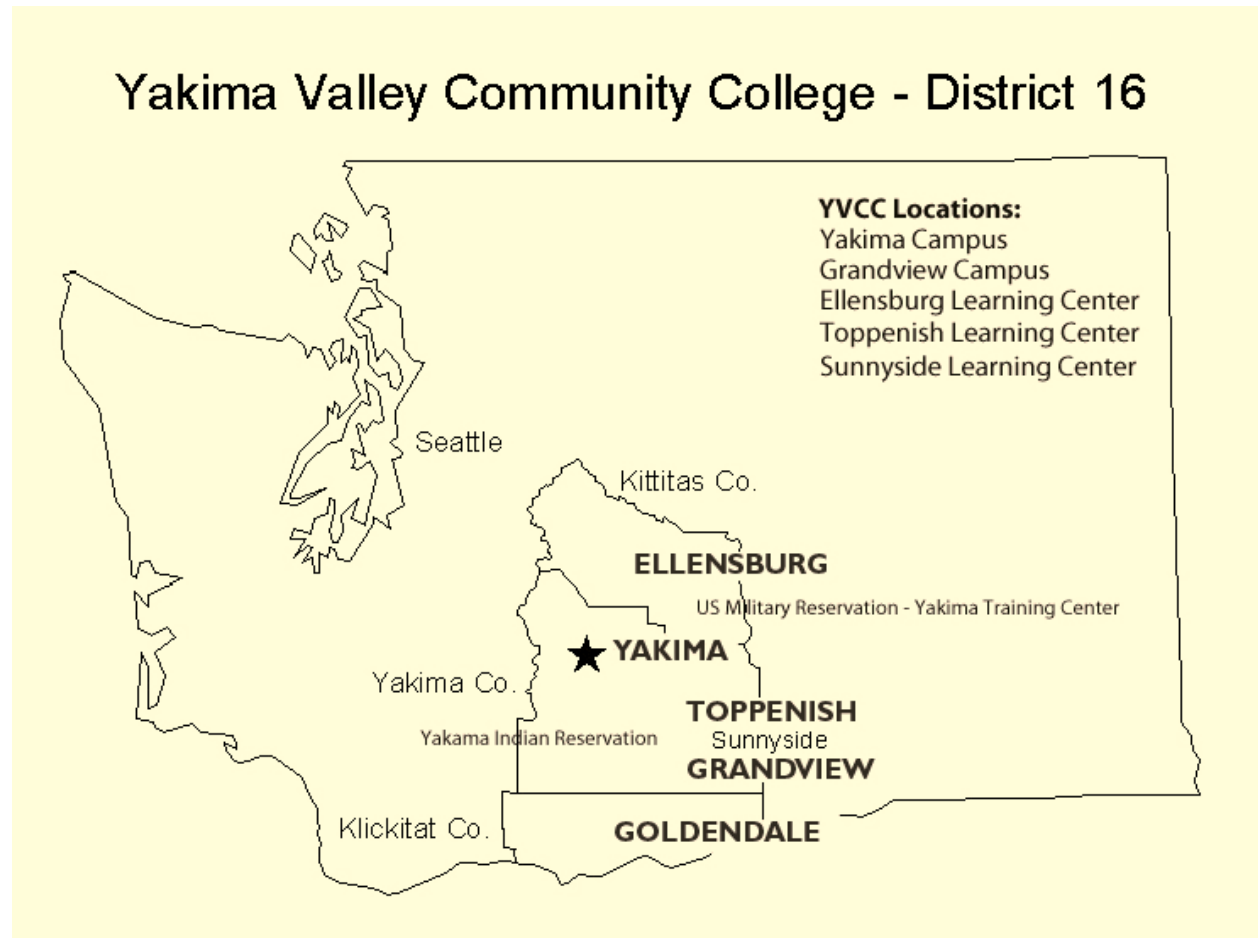 Yakima Valley Community College - District 16
YVCC Locations:
Yakima Campus
Grandview Campus
Ellensburg Learning Center
Toppenish Learning Center
Sunnyside Learning Center
Seattle
Kittitas Co.
ELLENSBURG
US Military Reservation - Yakima Training Center
YAKIMA
Yakima Co.
TOPPENISH
Yakama Indian Reservation
Sunnyside
GRANDVIEW
Klickitat Co.
GOLDENDALE